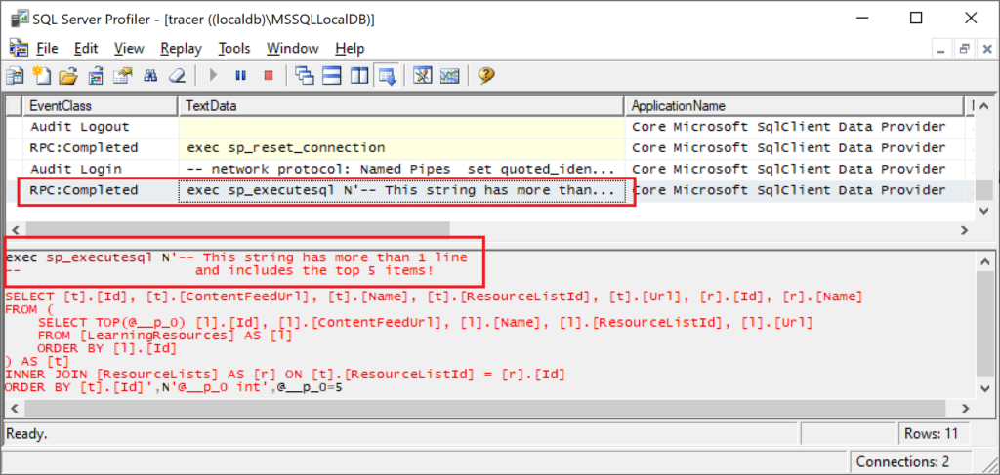 SQL Server Profiler - [tracer ((localdb)\MSSQLLocalDB)]
File Edit View Replay Tools Window Help
EventClass TextData ApplicationName
Audit Logout Core Microsoft SqlClient Data Provider
RPC:Completed exec sp_reset_connection Core Microsoft SqlClient Data Provider
Audit Login -- network protocol: Named Pipes set quoted_iden... Core Microsoft SqlClient Data Provider
RPC:Completed exec sp_executesql N'-- This string has more than... Core Microsoft SqlClient Data Provider
exec sp_executesql N'-- This string has more than 1 line
-- and includes the top 5 items!
SELECT [t].[Id], [t].[ContentFeedUrl], [t].[Name], [t].[ResourceListId], [t].[Url], [r].[Id], [r].[Name]
FROM (
SELECT TOP(@__p_0) [l].[Id], [l].[ContentFeedUrl], [l].[Name], [l].[ResourceListId], [l].[Url]
FROM [LearningResources] AS [l]
ORDER BY [l].[Id]
) AS [t]
INNER JOIN [ResourceLists] AS [r] ON [t].[ResourceListId] = [r].[Id]
ORDER BY [t].[Id]',N'@__p_0 int',@__p_0=5
Ready. Rows: 11
Connections: 2